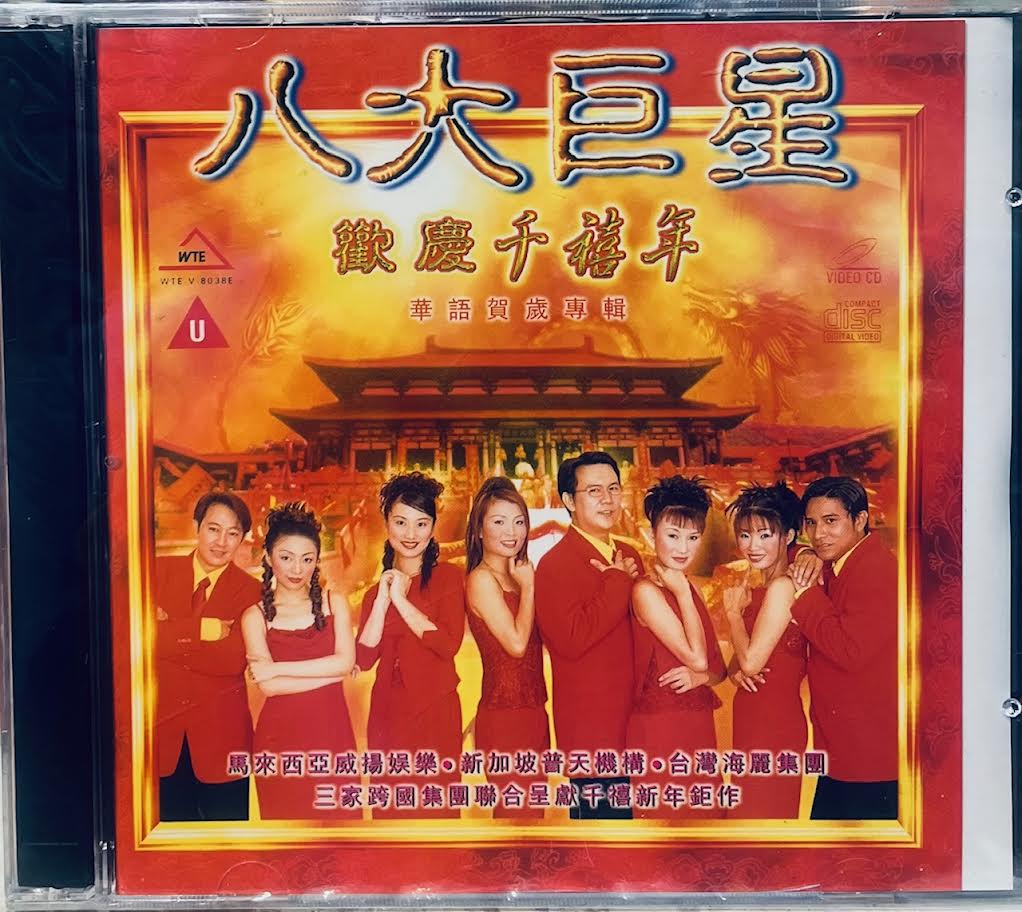 八大巨星
歡慶千禧年
華語賀歲專輯
WTE
WTE V 8038E
U
VIDEO CD
COMPACT
disc
DIGITAL VIDEO
馬來西亞威揚娛樂•新加坡普天機構•台灣海麗集團
三家跨國集團聯合呈獻千禧新年鉅作